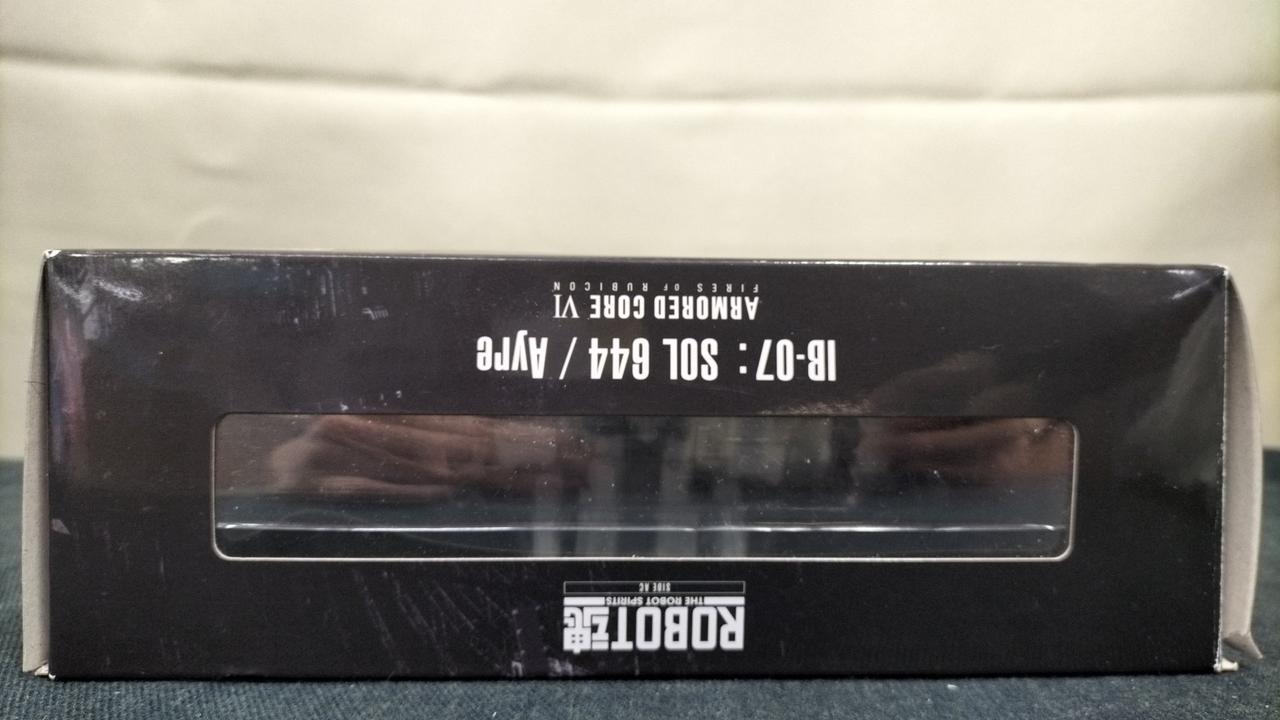 ROBOT魂
THE ROBOT SPIRITS
SIDE AC
IB-07: SOL 644 / Ayre
ARMORED CORE VI
FIRES OF RUBICON